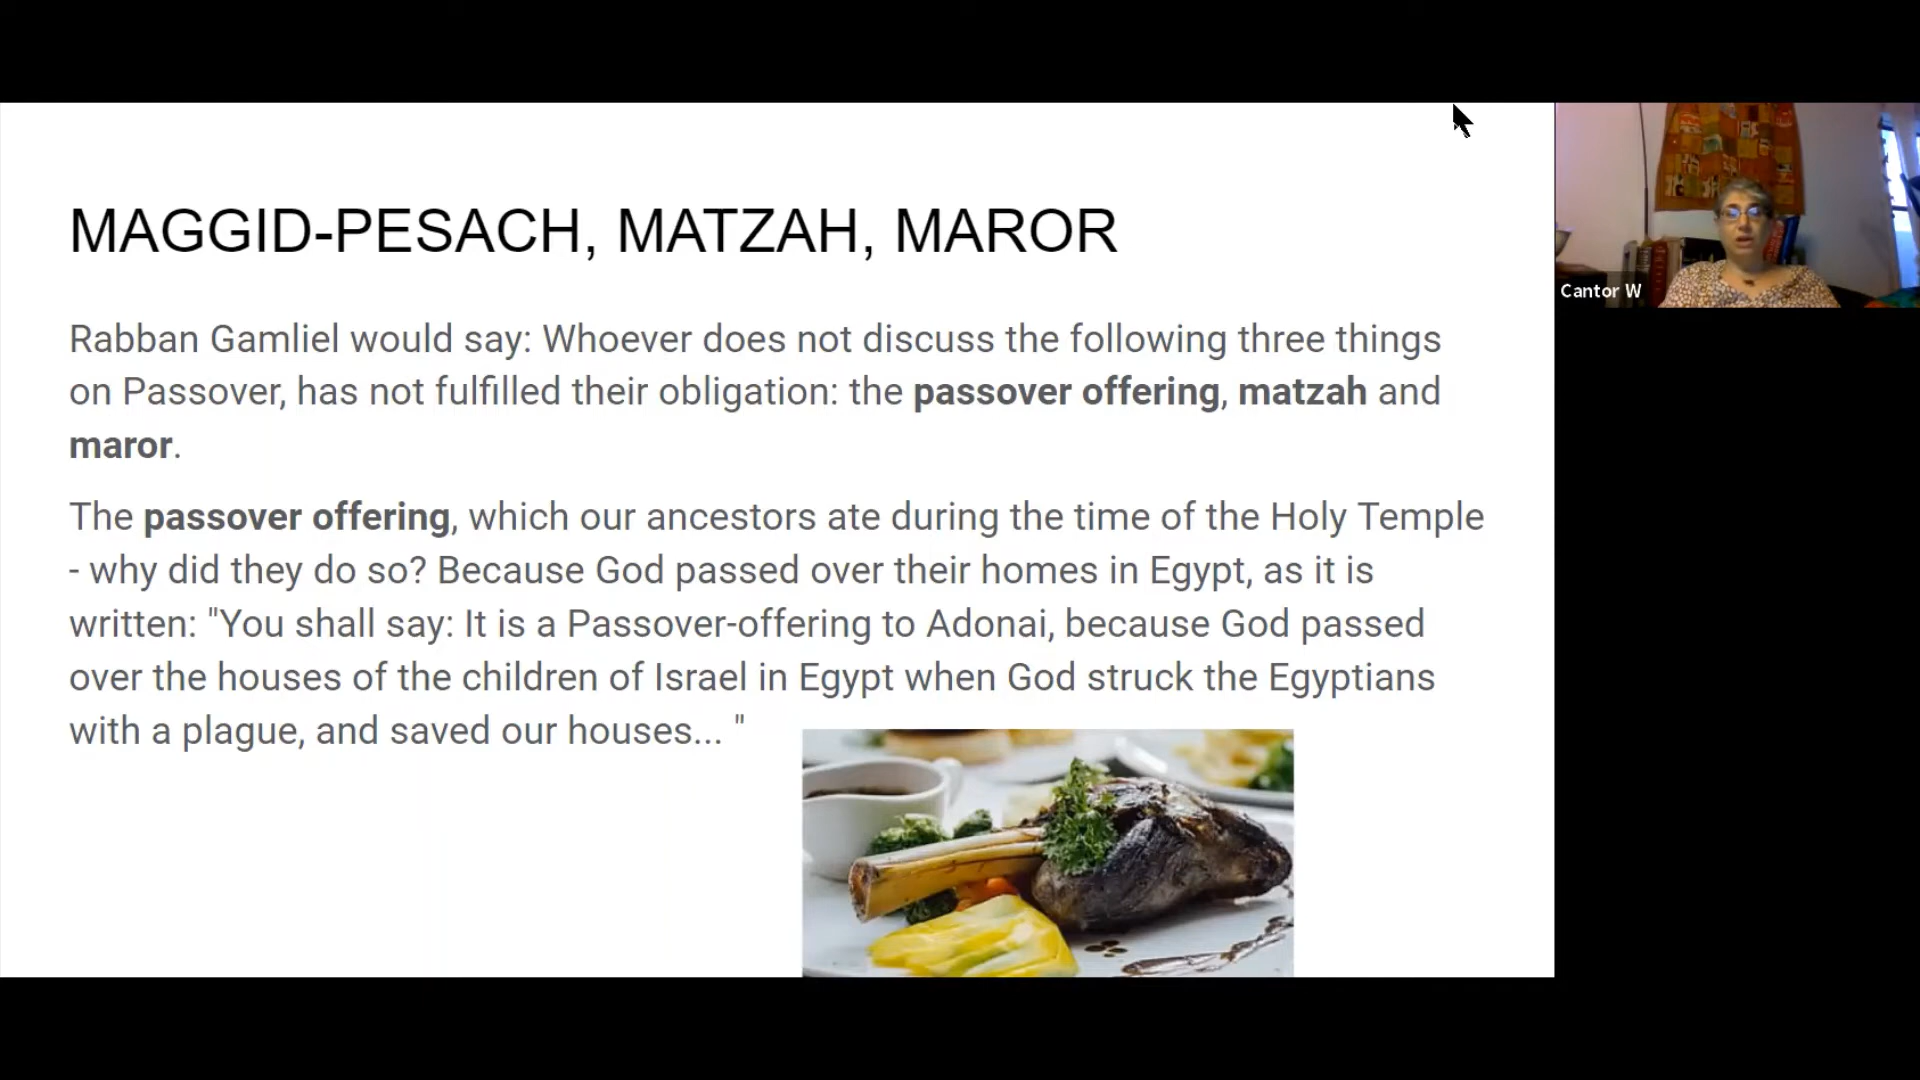 MAGGID-PESACH, MATZAH, MAROR
Rabban Gamliel would say: Whoever does not discuss the following three things
on Passover, has not fulfilled their obligation: the passover offering, matzah and
maror.
The passover offering, which our ancestors ate during the time of the Holy Temple
- why did they do so? Because God passed over their homes in Egypt, as it is
written: "You shall say: It is a Passover-offering to Adonai, because God passed
over the houses of the children of Israel in Egypt when God struck the Egyptians
with a plague, and saved our houses... "
Cantor W